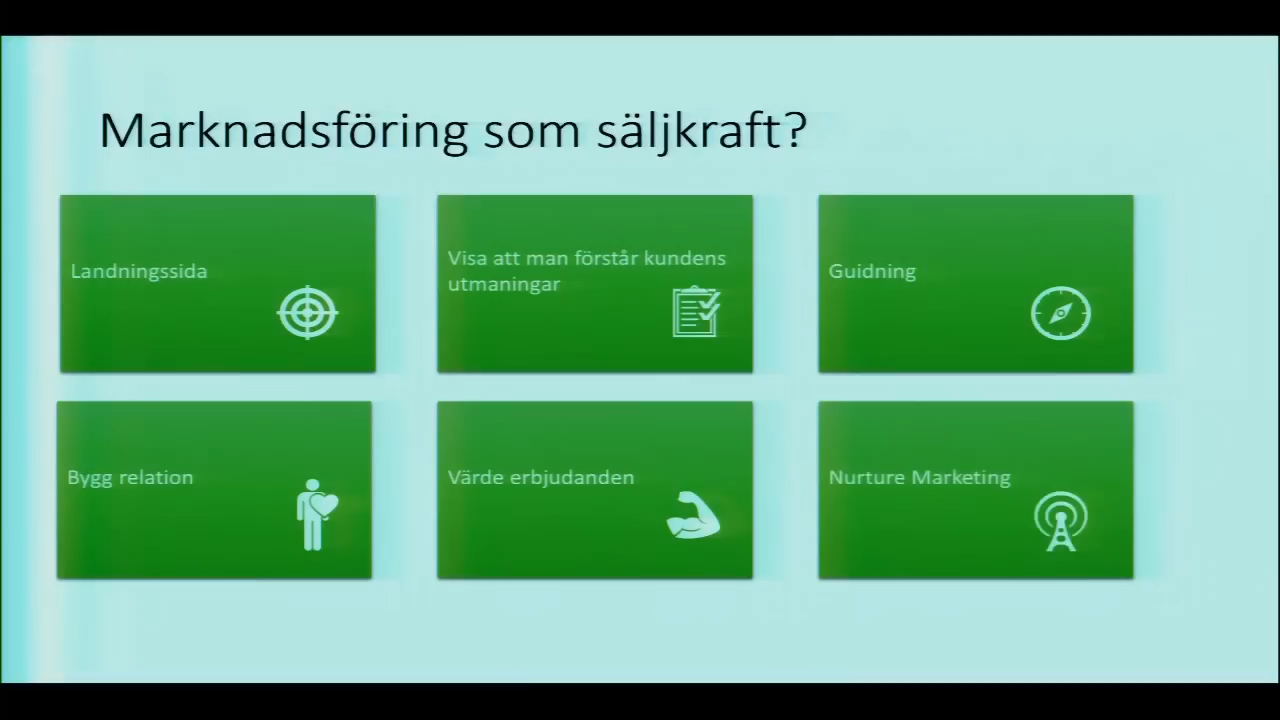 Marknadsföring som säljkraft?
Landningssida
Visa att man förstår kundens
utmaningar
Guidning
Bygg relation
Värde erbjudanden
Nurture Marketing